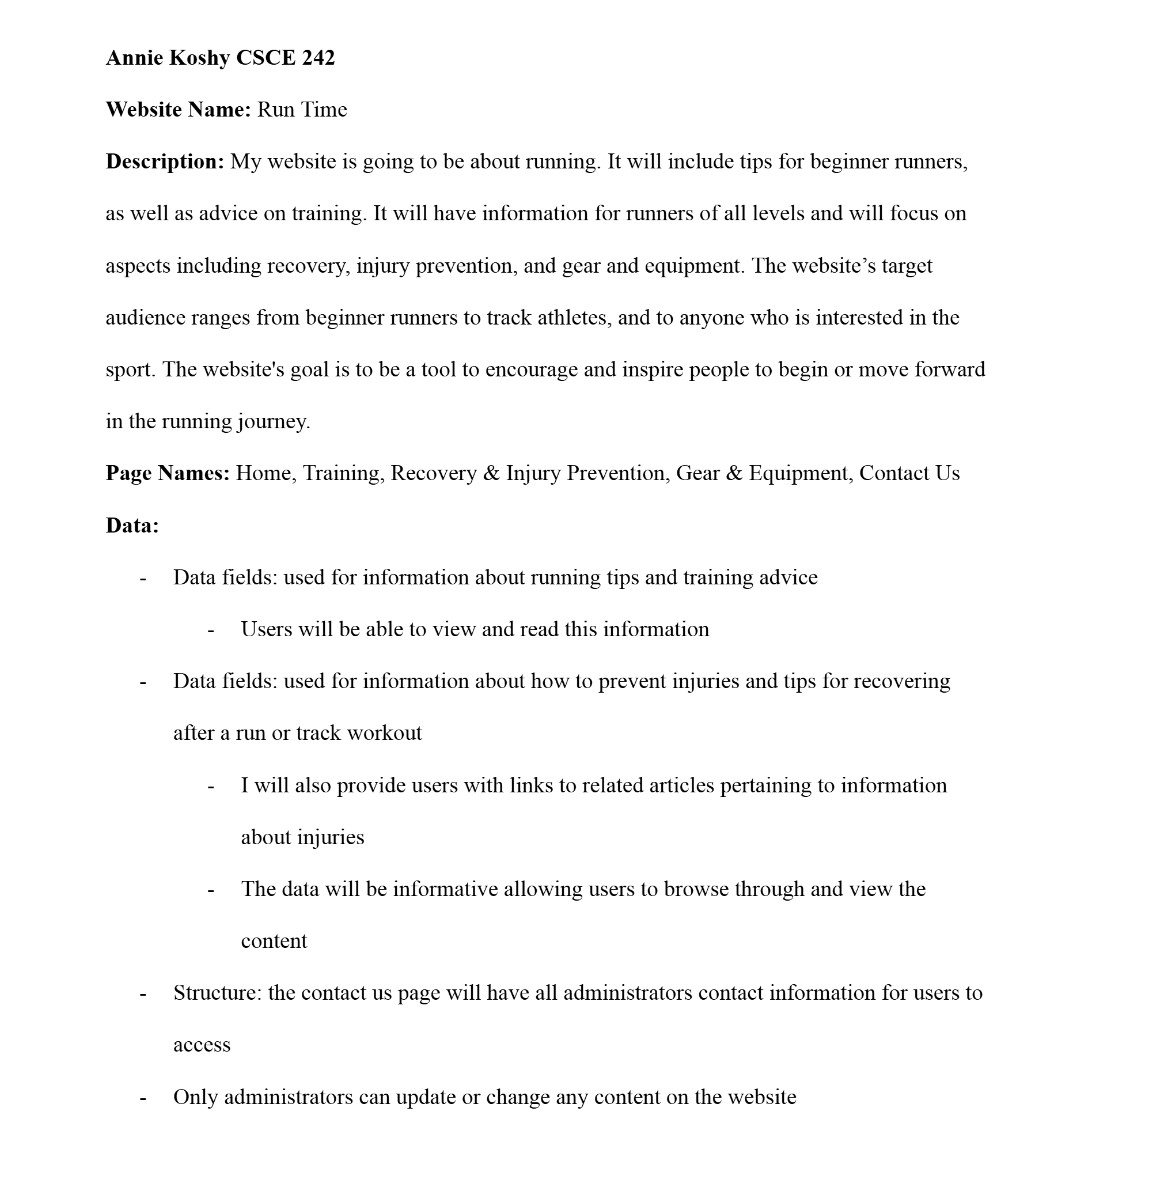 Annie Koshy CSCE 242
Website Name: Run Time
Description: My website is going to be about running. It will include tips for beginner runners,
as well as advice on training. It will have information for runners of all levels and will focus on
aspects including recovery, injury prevention, and gear and equipment. The website’s target
audience ranges from beginner runners to track athletes, and to anyone who is interested in the
sport. The website's goal is to be a tool to encourage and inspire people to begin or move forward
in the running journey.
Page Names: Home, Training, Recovery & Injury Prevention, Gear & Equipment, Contact Us
Data:
- Data fields: used for information about running tips and training advice
- Users will be able to view and read this information
- Data fields: used for information about how to prevent injuries and tips for recovering
after a run or track workout
- I will also provide users with links to related articles pertaining to information
about injuries
- The data will be informative allowing users to browse through and view the
content
- Structure: the contact us page will have all administrators contact information for users to
access
- Only administrators can update or change any content on the website